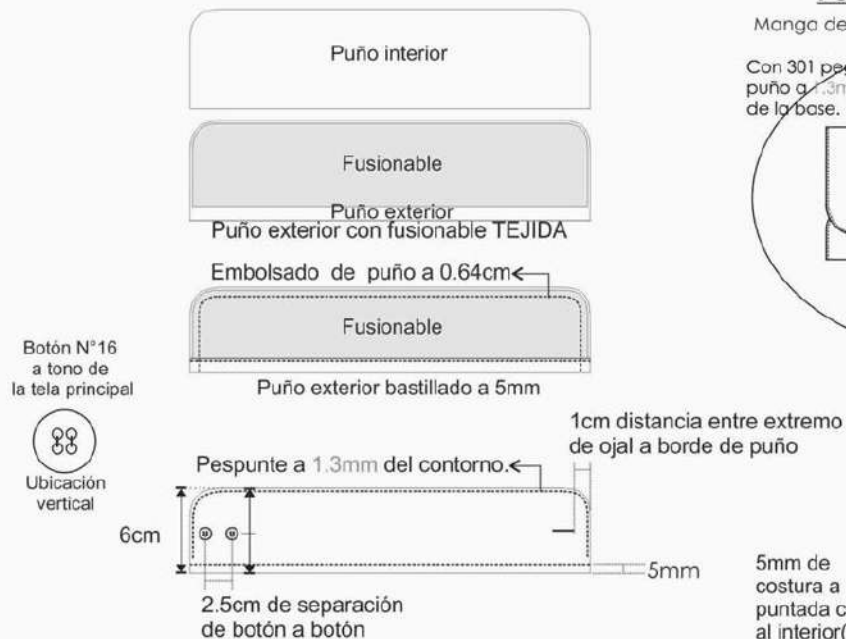 Puño interior
Fusionable
Puño exterior
Puño exterior con fusionable TEJIDA
Embolsado de puño a 0.64cm
Fusionable
Puño exterior bastillado a 5mm
Botón N°16
a tono de
la tela principal
Ubicación
vertical
Pespunte a 1.3mm del contorno.
1cm distancia entre extremo
de ojal a borde de puño
6cm
5mm
2.5cm de separación
de botón a botón
Manga de
Con 301
puño a 1.3m
de la base.
5mm de
costura a
puntada c
al interior(